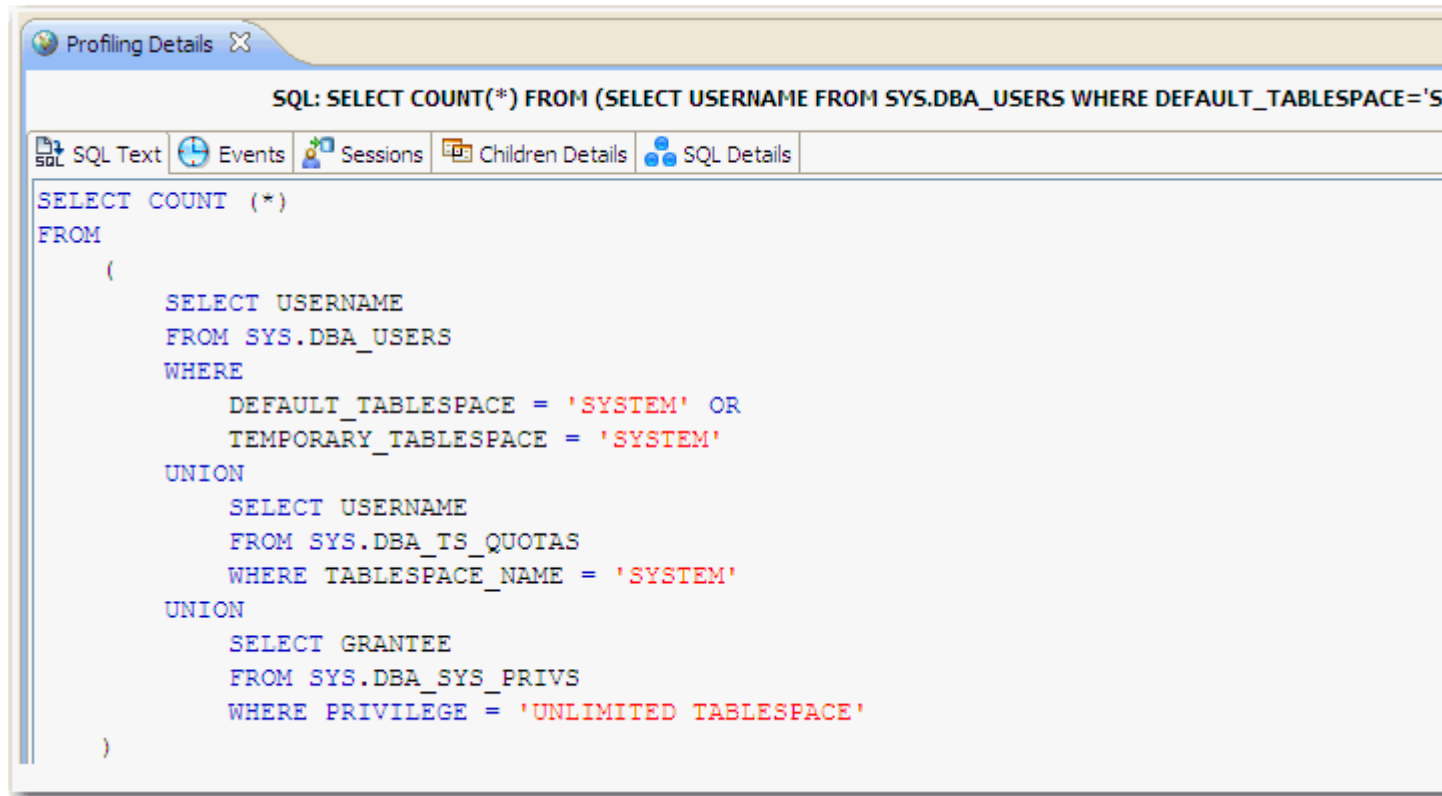 Profiling Details
SQL: SELECT COUNT(*) FROM (SELECT USERNAME FROM SYS.DBA_USERS WHERE DEFAULT_TABLESPACE='S
SQL Text Events Sessions Children Details SQL Details
SELECT COUNT (*)
FROM
(
SELECT USERNAME
FROM SYS.DBA_USERS
WHERE
DEFAULT_TABLESPACE = 'SYSTEM' OR
TEMPORARY_TABLESPACE = 'SYSTEM'
UNION
SELECT USERNAME
FROM SYS.DBA_TS_QUOTAS
WHERE TABLESPACE_NAME = 'SYSTEM'
UNION
SELECT GRANTEE
FROM SYS.DBA_SYS_PRIVS
WHERE PRIVILEGE = 'UNLIMITED TABLESPACE'
)